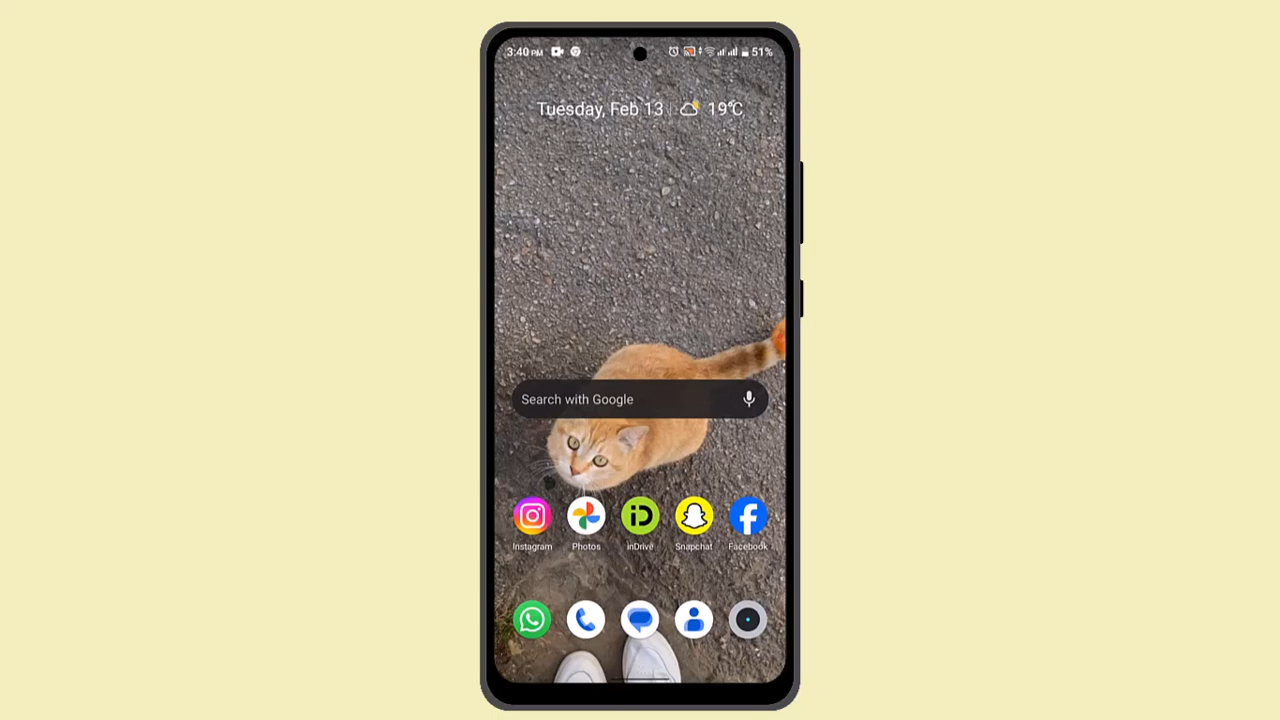 3:40 PM 51%
Tuesday, Feb 13 19°C
Search with Google
Instagram Photos inDrive Snapchat Facebook